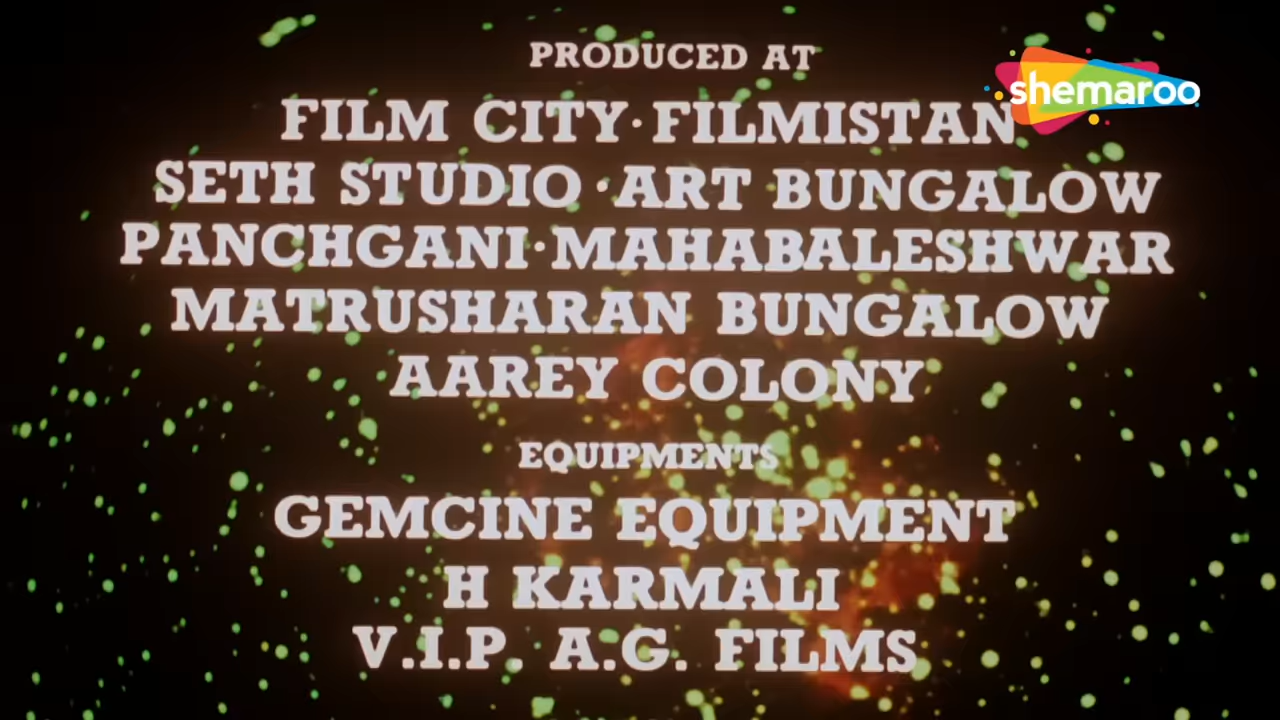 PRODUCED AT
FILM CITY·FILMISTAN
SETH STUDIO·ART BUNGALOW
PANCHGANI·MAHABALESHWAR
MATRUSHARAN BUNGALOW
AAREY COLONY
EQUIPMENTS
GEMCINE EQUIPMENT
H KARMALI
V.I.P. A.G. FILMS
shemaroo